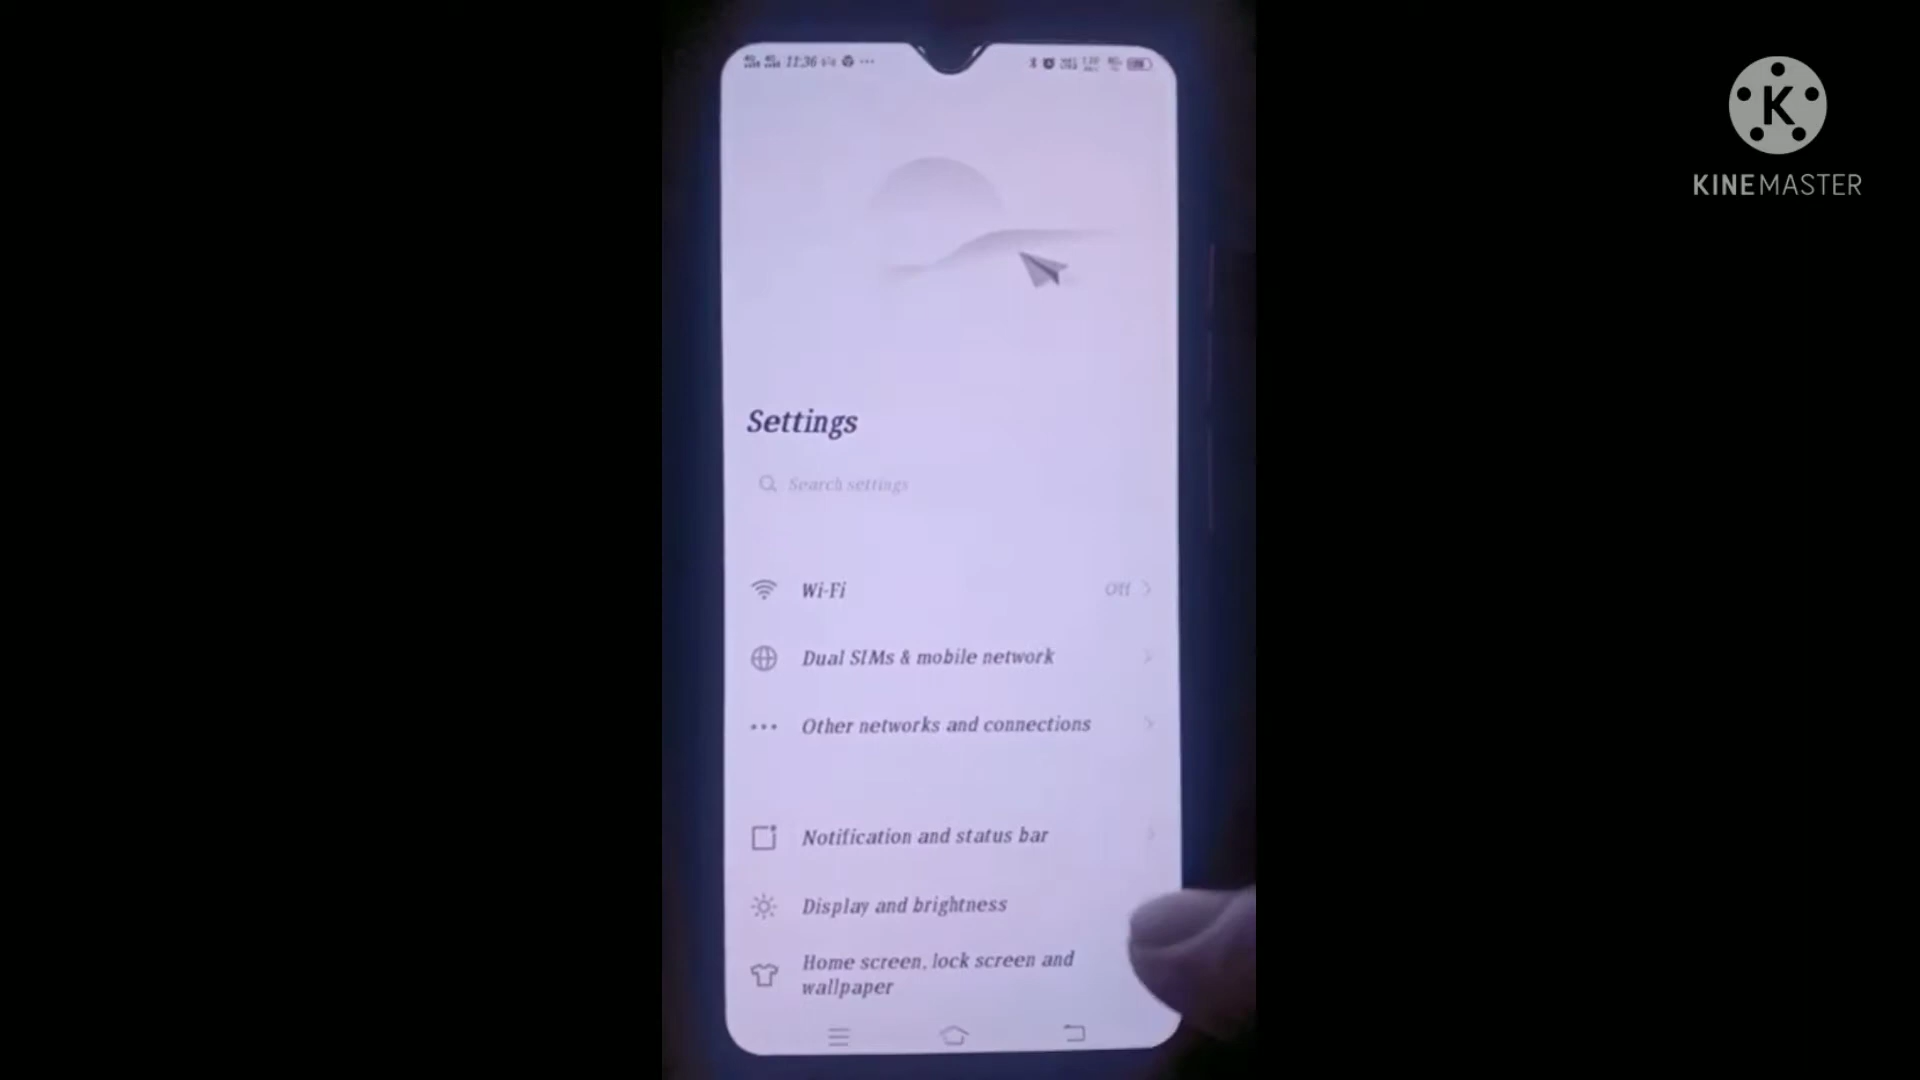 11:36
K
KINEMASTER
Settings
Search settings
Wi-Fi
Off
Dual SIMs & mobile network
Other networks and connections
Notification and status bar
Display and brightness
Home screen, lock screen and
wallpaper